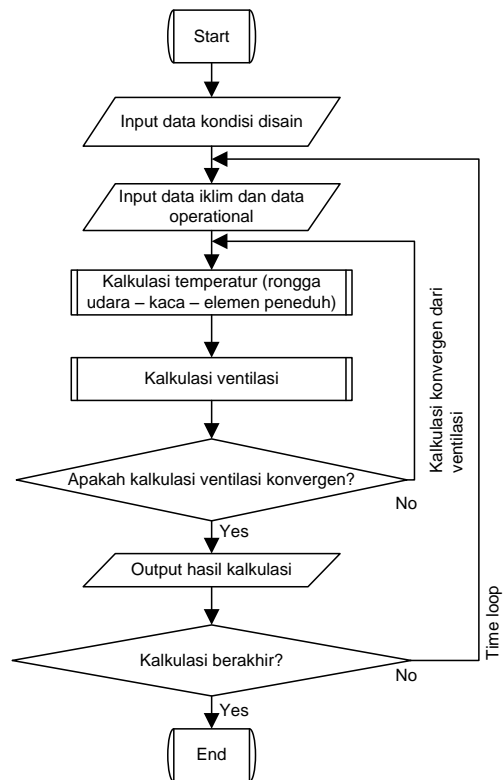 Start
Input data kondisi disain
Input data iklim dan data
operational
Kalkulasi temperatur (rongga
udara – kaca – elemen peneduh)
Kalkulasi ventilasi
Kalkulasi konvergen dari
ventilasi
Apakah kalkulasi ventilasi konvergen?
No
Yes
Output hasil kalkulasi
Time loop
Kalkulasi berakhir?
No
Yes
End